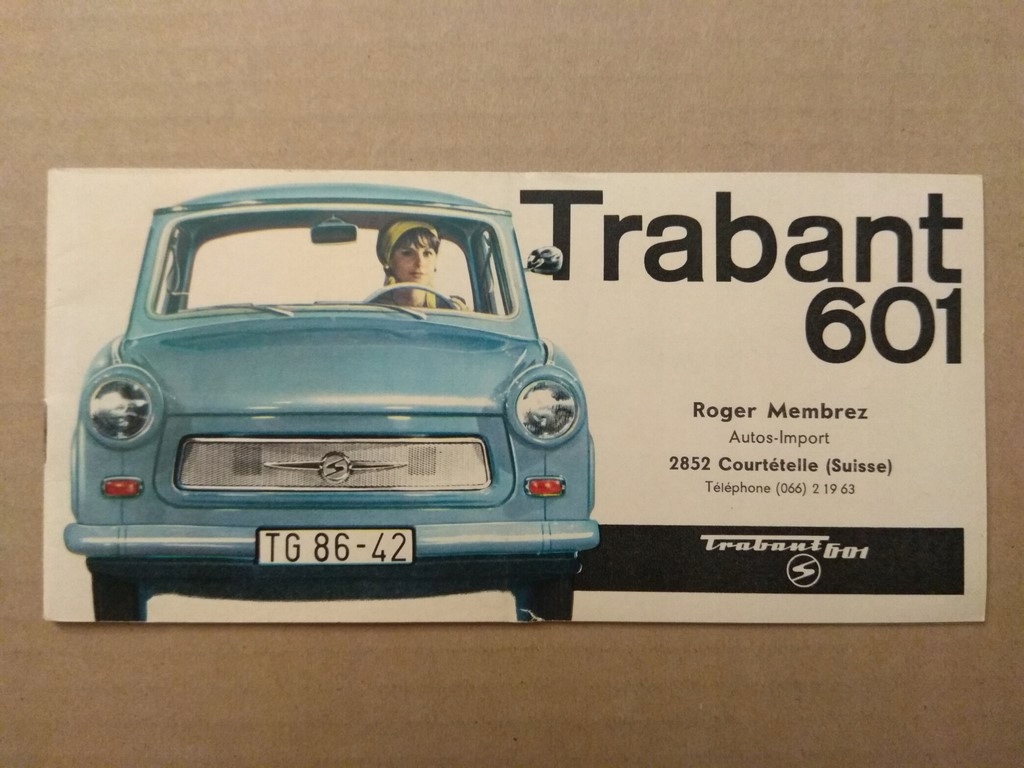 Trabant
601
Roger Membrez
Autos-Import
2852 Courtételle (Suisse)
Téléphone (066) 2 19 63
Trabant 601
S
TG 86-42
S